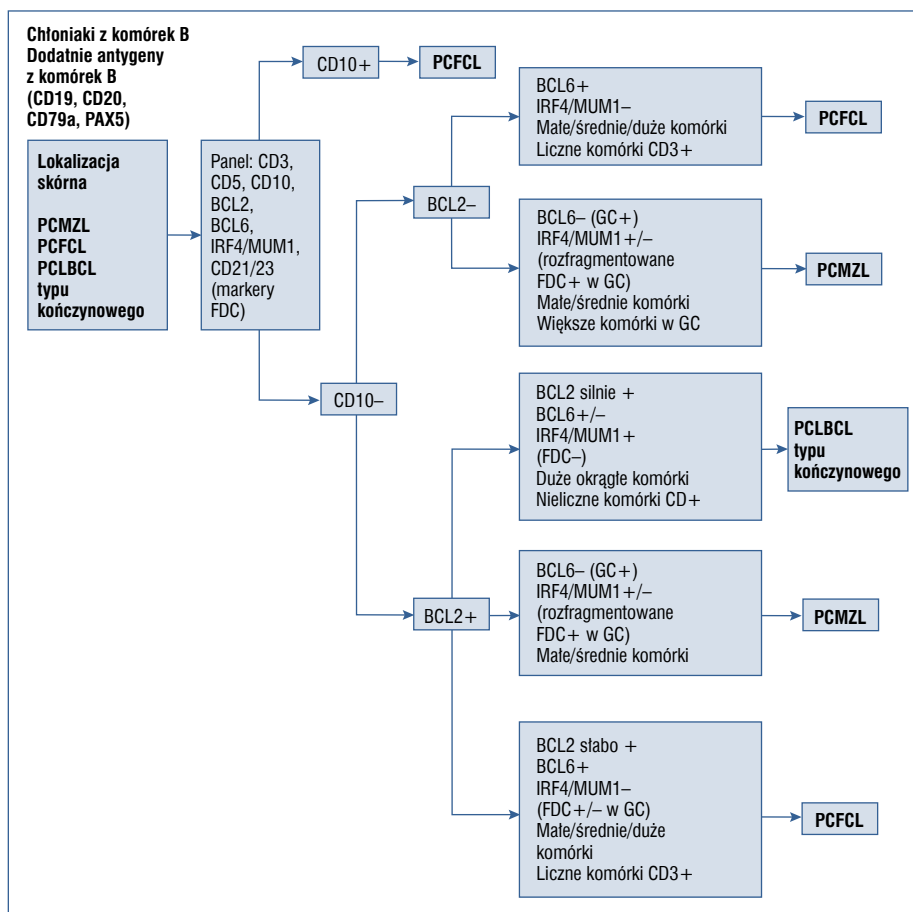 Chłoniaki z komórek B
Dodatnie antygeny
z komórek B
(CD19, CD20,
CD79a, PAX5)
Lokalizacja
skórna
PCMZL
PCFCL
PCLBCL
typu
kończynowego
Panel: CD3,
CD5, CD10,
BCL2,
BCL6,
IRF4/MUM1,
CD21/23
(markery
FDC)
CD10+
PCFCL
CD10–
BCL2–
BCL6+
IRF4/MUM1–
Małe/średnie/duże komórki
Liczne komórki CD3+
PCFCL
BCL6– (GC+)
IRF4/MUM1+/–
(rozfragmentowane
FDC+ w GC)
Małe/średnie komórki
Większe komórki w GC
PCMZL
BCL2+
BCL2 silnie +
BCL6+/–
IRF4/MUM1+
(FDC–)
Duże okrągłe komórki
Nieliczne komórki CD+
PCLBCL
typu
kończynowego
BCL6– (GC+)
IRF4/MUM1+/–
(rozfragmentowane
FDC+ w GC)
Małe/średnie komórki
PCMZL
BCL2 słabo +
BCL6+
IRF4/MUM1–
(FDC+/– w GC)
Małe/średnie/duże
komórki
Liczne komórki CD3+
PCFCL